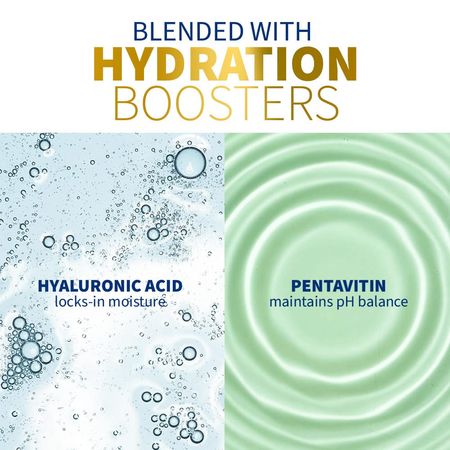 BLENDED WITH
HYDRATION
BOOSTERS
HYALURONIC ACID
locks-in moisture
PENTAVITIN
maintains pH balance